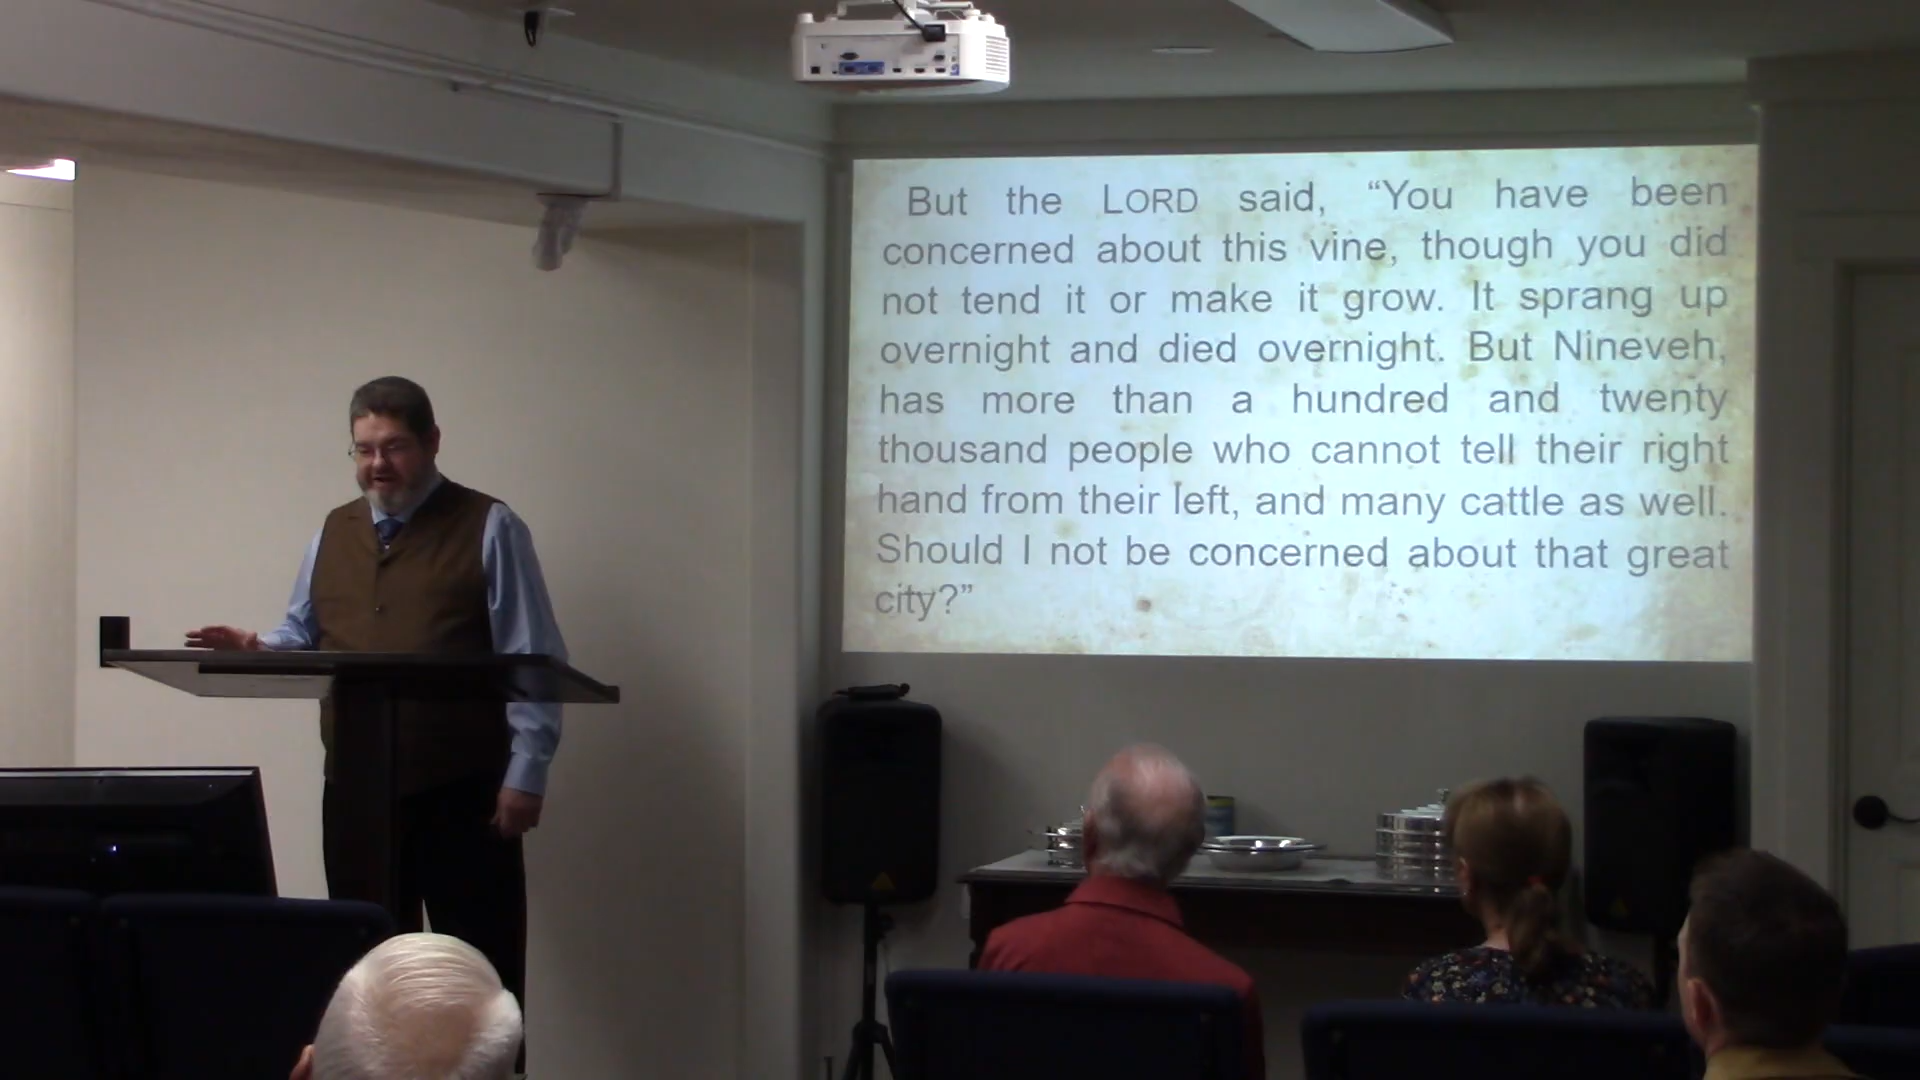 But the LORD said, “You have been
concerned about this vine, though you did
not tend it or make it grow. It sprang up
overnight and died overnight. But Nineveh,
has more than a hundred and twenty
thousand people who cannot tell their right
hand from their left, and many cattle as well.
Should I not be concerned about that great
city?”